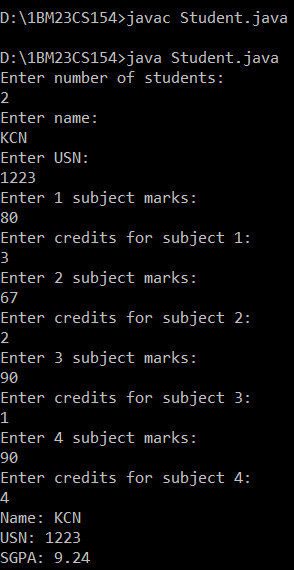 D:\1BM23CS154>javac Student.java
D:\1BM23CS154>java Student.java
Enter number of students:
2
Enter name:
KCN
Enter USN:
1223
Enter 1 subject marks:
80
Enter credits for subject 1:
3
Enter 2 subject marks:
67
Enter credits for subject 2:
2
Enter 3 subject marks:
90
Enter credits for subject 3:
1
Enter 4 subject marks:
90
Enter credits for subject 4:
4
Name: KCN
USN: 1223
SGPA: 9.24